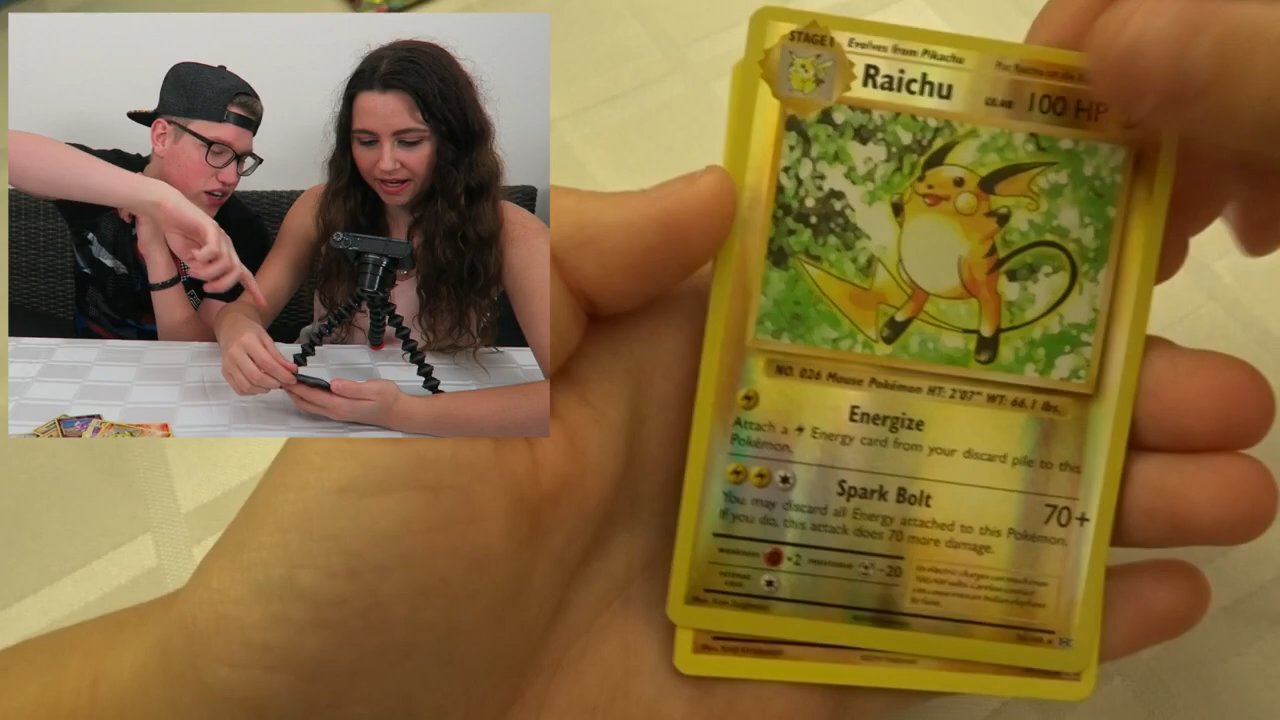 STAGE 1
Evolves from Pikachu
Raichu
100 HP
NO. 026 Mouse Pokémon HT: 2'07" WT: 66.1 lbs.
Energize
Attach a Energy card from your discard pile to this
Pokémon.
Spark Bolt
70+
You may discard all Energy attached to this Pokémon.
If you do, this attack does 70 more damage.
×2
-20